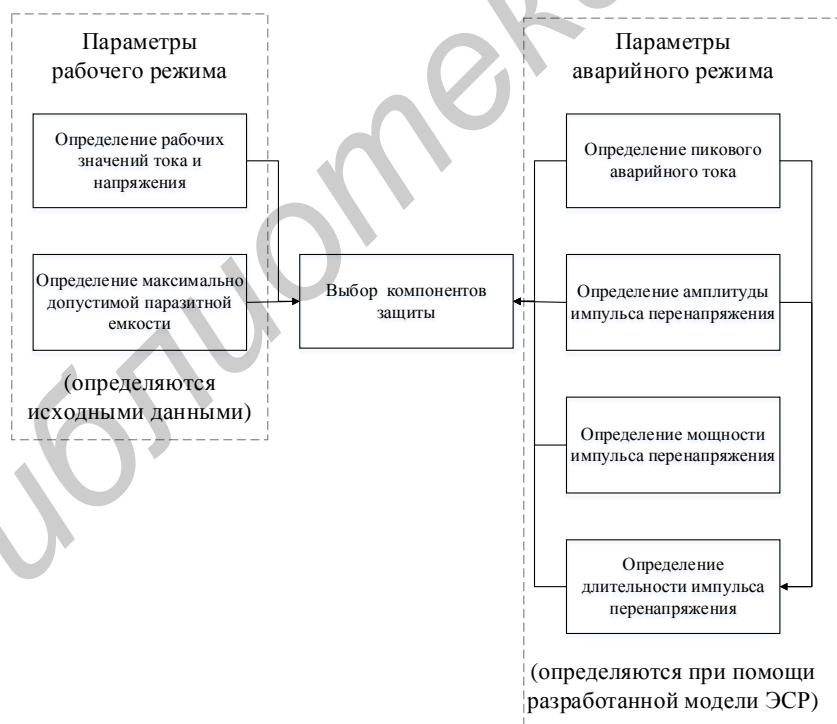 Параметры
рабочего режима
Определение рабочих
значений тока и
напряжения
Определение максимально
допустимой паразитной
емкости
(определяются
исходными данными)
Выбор компонентов
защиты
Параметры
аварийного режима
Определение пикового
аварийного тока
Определение амплитуды
импульса перенапряжения
Определение мощности
импульса перенапряжения
Определение
длительности импульса
перенапряжения
(определяются при помощи
разработанной модели ЭСР)